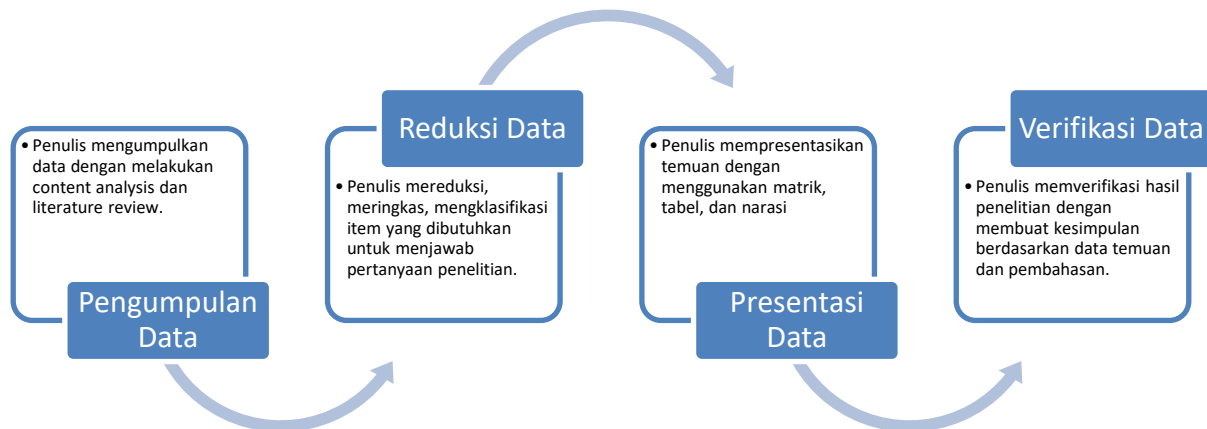 • Penulis mengumpulkan
data dengan melakukan
content analysis dan
literature review.
Pengumpulan
Data
Reduksi Data
• Penulis mereduksi,
meringkas, mengklasifikasi
item yang dibutuhkan
untuk menjawab
pertanyaan penelitian.
• Penulis mempresentasikan
temuan dengan
menggunakan matrik,
tabel, dan narasi
Presentasi
Data
Verifikasi Data
• Penulis memverifikasi hasil
penelitian dengan
membuat kesimpulan
berdasarkan data temuan
dan pembahasan.